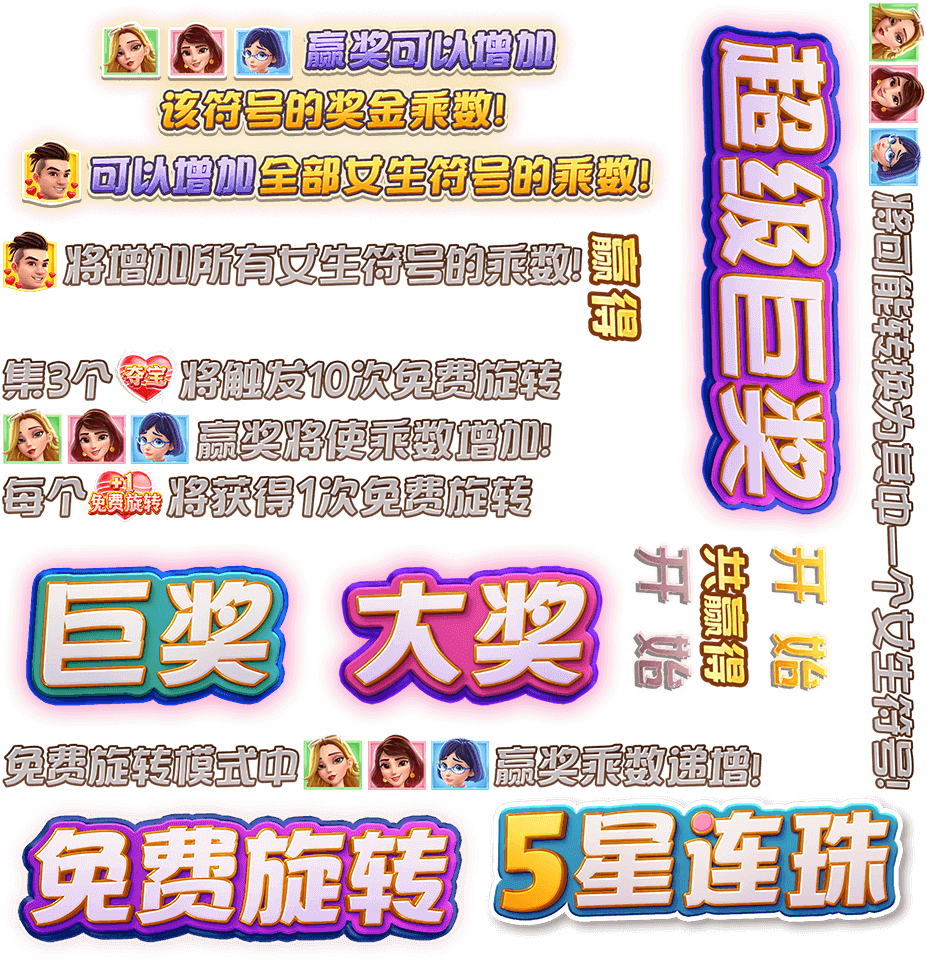 赢奖可以增加
该符号的奖金乘数!
可以增加全部女生符号的乘数!
将增加所有女生符号的乘数!
赢得
超级巨奖
将可能转换为其中一个女生符号!
集3个夺宝将触发10次免费旋转
赢奖将使乘数增加!
每个+1免费旋转将获得1次免费旋转
巨奖
大奖
开始
共赢得
开始
免费旋转模式中 赢奖乘数递增!
免费旋转
5星连珠